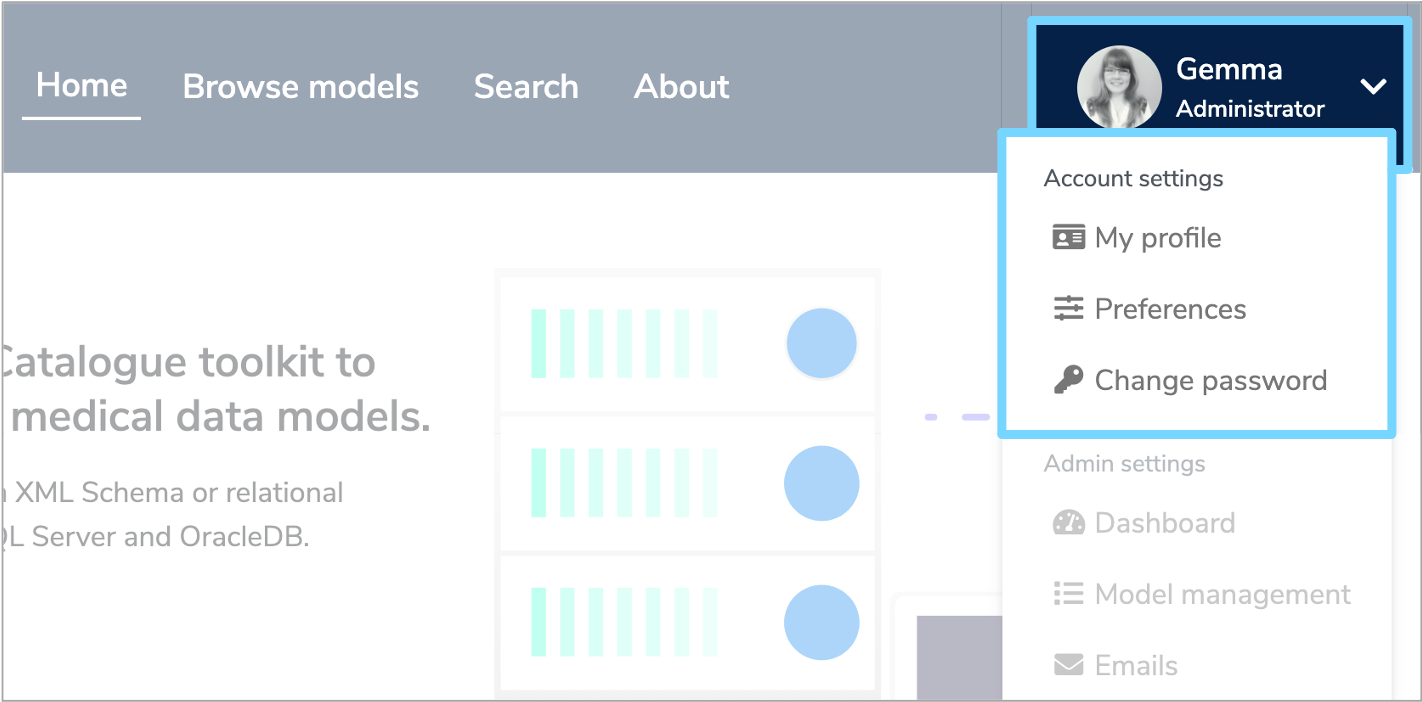 Home Browse models Search About
Gemma
Administrator
Account settings
My profile
Preferences
Change password
Catalogue toolkit to
medical data models.
XML Schema or relational
QL Server and OracleDB.
Admin settings
Dashboard
Model management
Emails